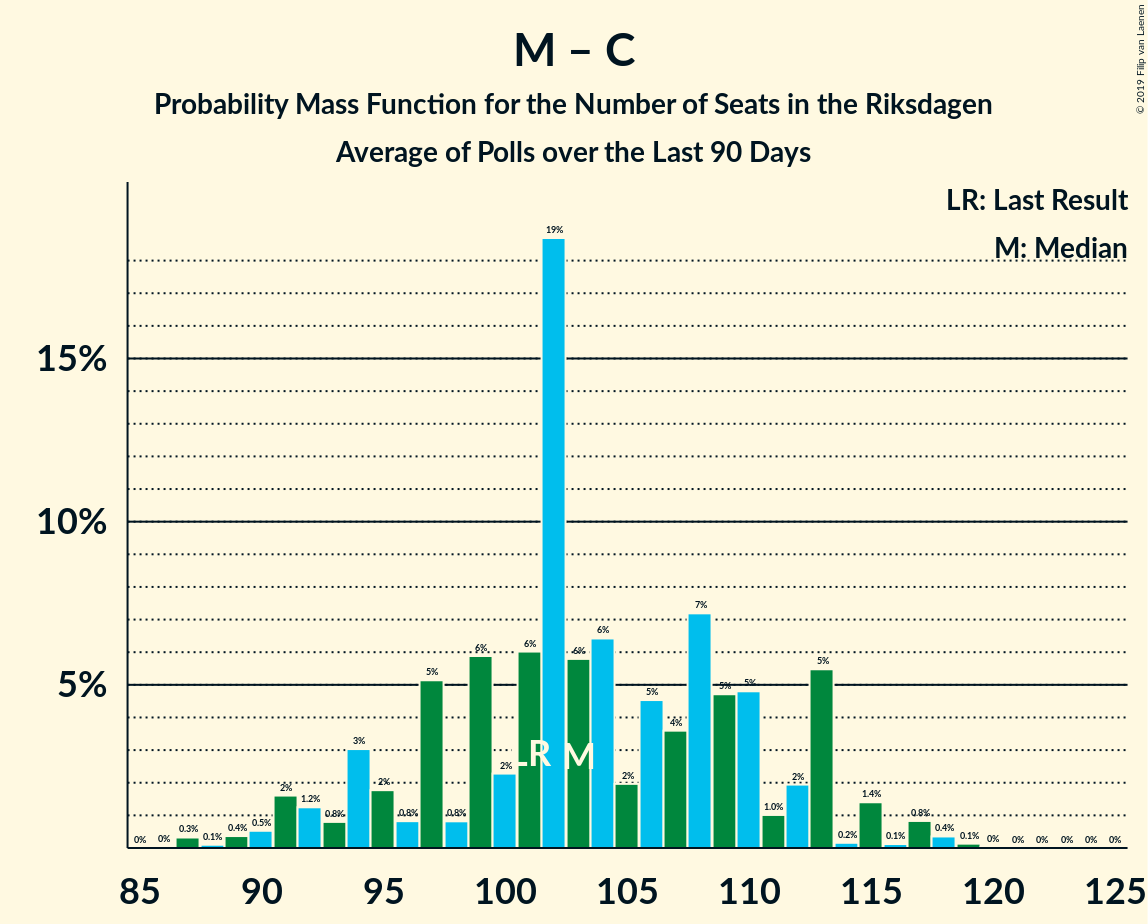 M – C
Probability Mass Function for the Number of Seats in the Riksdagen
Average of Polls over the Last 90 Days
© 2019 Filip van Laenen
LR: Last Result
M: Median
15%
10%
5%
0% 0% 0.3% 0.1% 0.4% 0.5% 2% 1.2% 0.8% 3% 2% 0.8% 5% 0.8% 6% 2% 6% 19% 6% 6% 2% 5% 4% 7% 5% 5% 1.0% 2% 5% 0.2% 1.4% 0.1% 0.8% 0.4% 0.1% 0% 0% 0% 0% 0% 0%
LR M
85 90 95 100 105 110 115 120 125